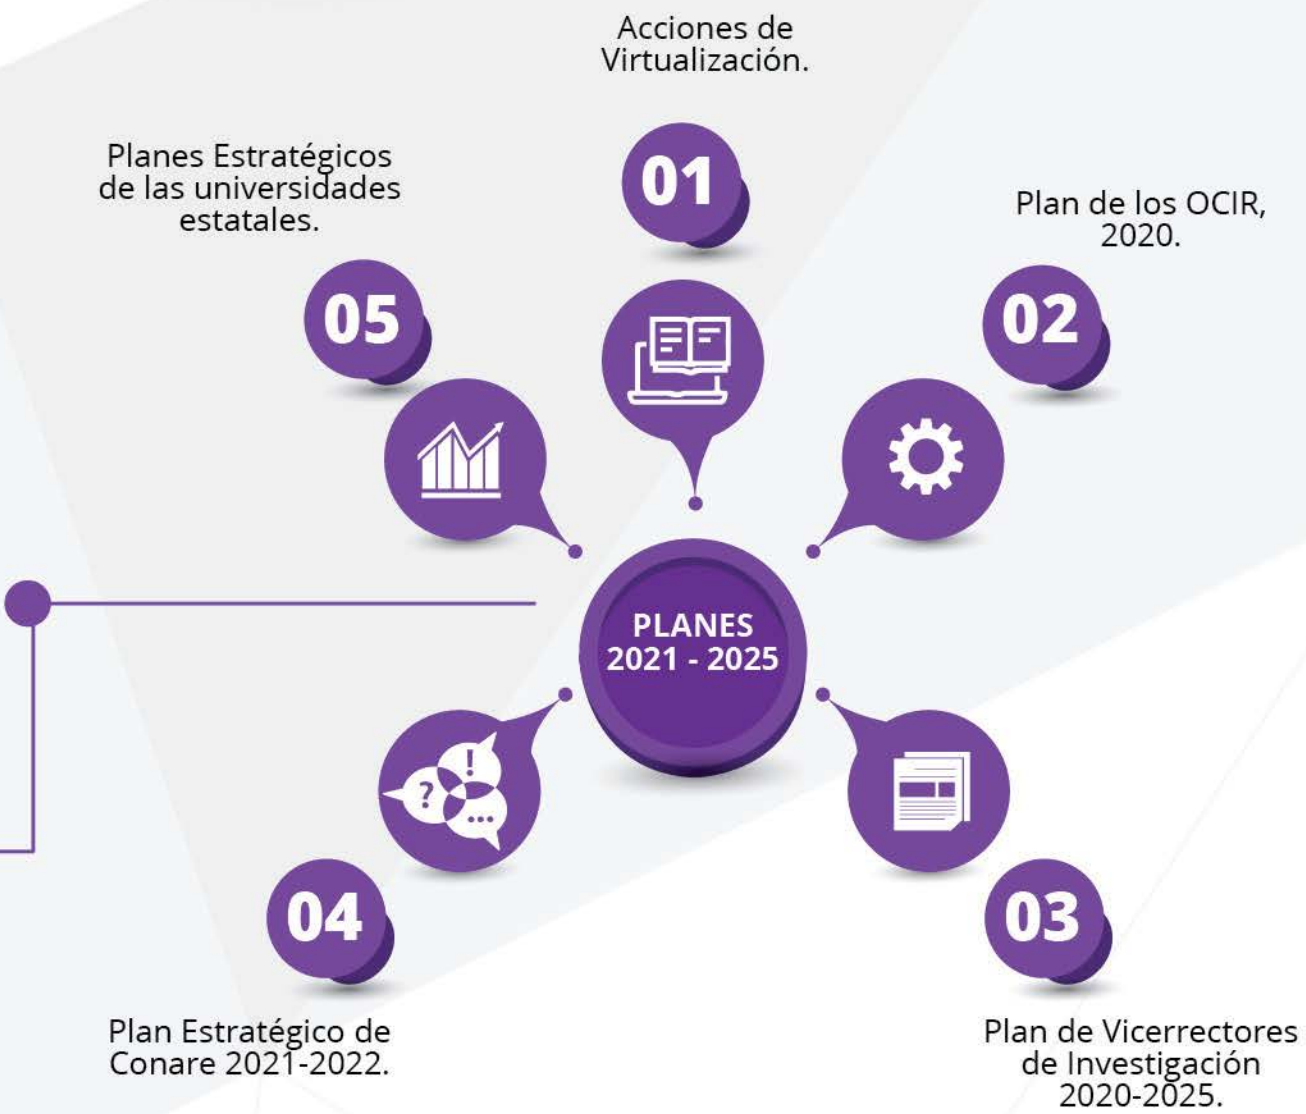 Acciones de
Virtualización.
01
Plan de los OCIR,
2020.
02
Plan de Vicerrectores
de Investigación
2020-2025.
03
Plan Estratégico de
Conare 2021-2022.
04
Planes Estratégicos
de las universidades
estatales.
05
PLANES
2021 - 2025
?
!
...